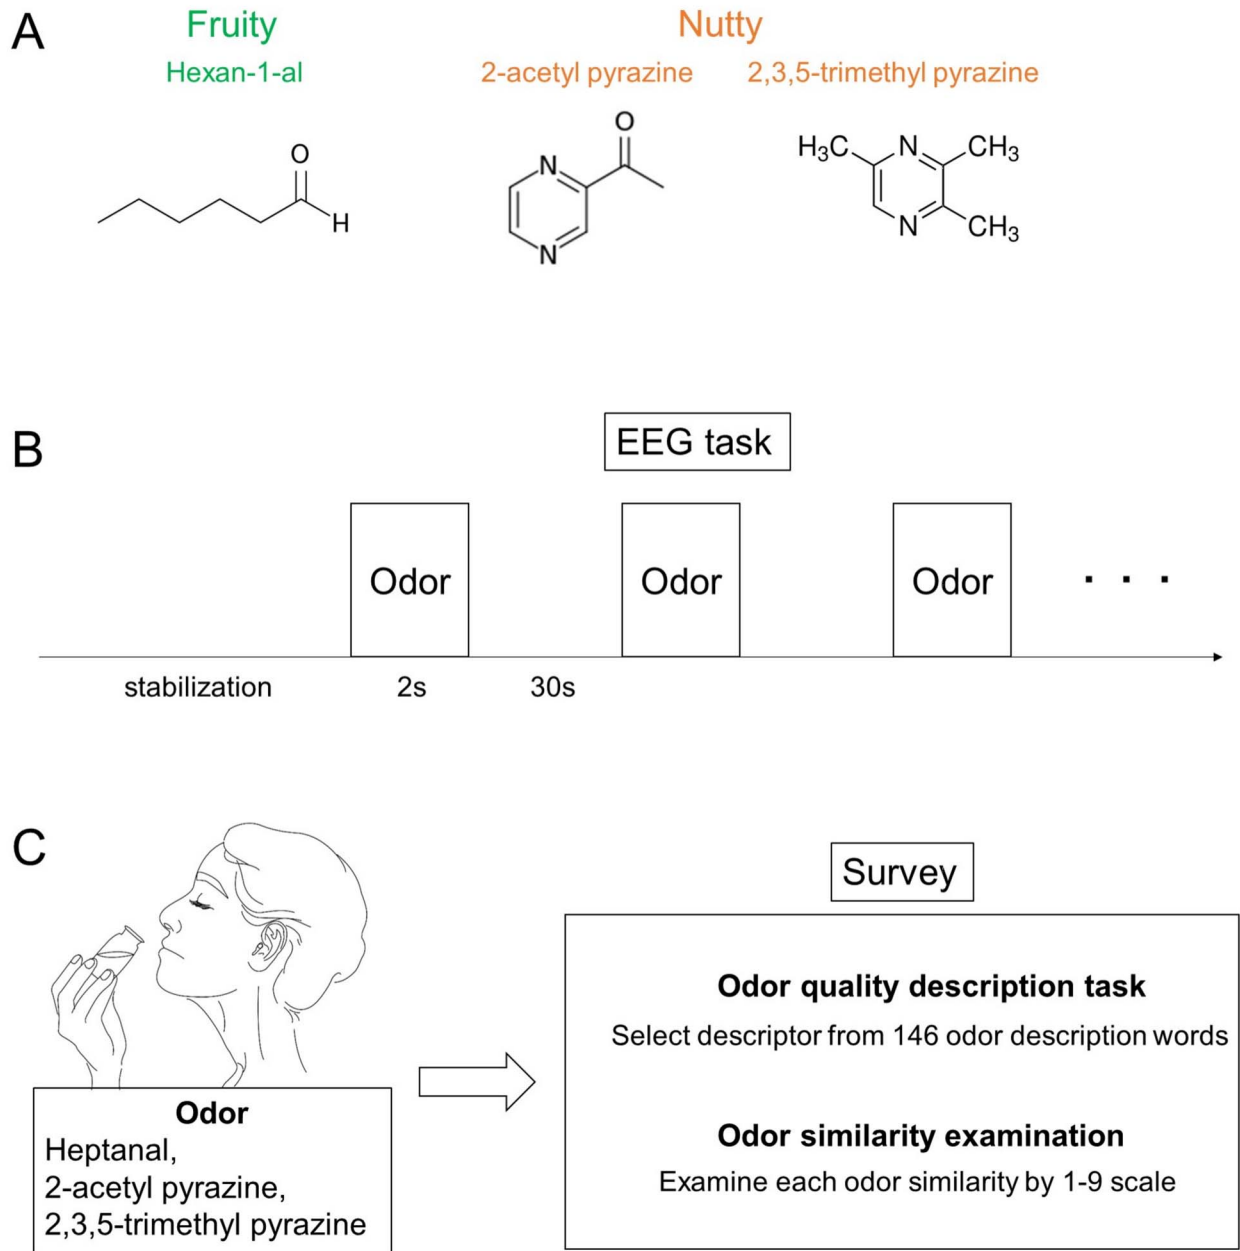 A
Fruity
Nutty
Hexan-1-al
2-acetyl pyrazine
2,3,5-trimethyl pyrazine
O
H
O
N
N
H₃C
N
CH₃
N
CH₃
B
EEG task
Odor
Odor
Odor
. . .
stabilization
2s
30s
C
Odor
Heptanal,
2-acetyl pyrazine,
2,3,5-trimethyl pyrazine
Survey
Odor quality description task
Select descriptor from 146 odor description words
Odor similarity examination
Examine each odor similarity by 1-9 scale